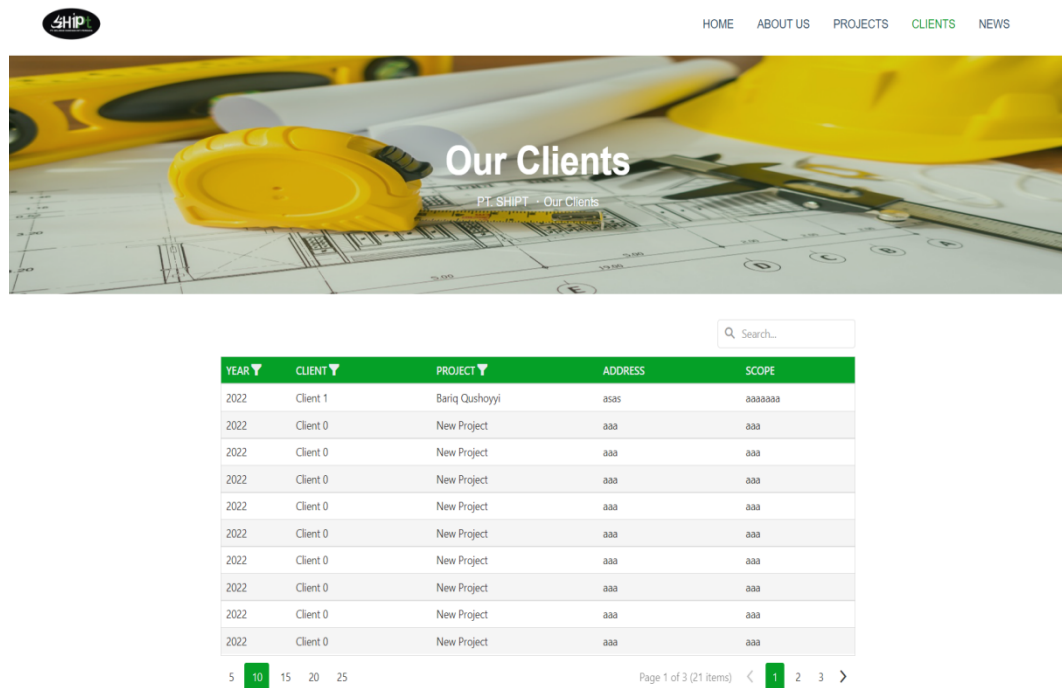 SHiPt
HOME ABOUT US PROJECTS CLIENTS NEWS
Our Clients
PT. SHIPT · Our Clients
Search...
YEAR CLIENT PROJECT ADDRESS SCOPE
2022 Client 1 Bariq Qushoyyi asas aaaaaaa
2022 Client 0 New Project aaa aaa
2022 Client 0 New Project aaa aaa
2022 Client 0 New Project aaa aaa
2022 Client 0 New Project aaa aaa
2022 Client 0 New Project aaa aaa
2022 Client 0 New Project aaa aaa
2022 Client 0 New Project aaa aaa
2022 Client 0 New Project aaa aaa
2022 Client 0 New Project aaa aaa
5 10 15 20 25 Page 1 of 3 (21 items) 1 2 3